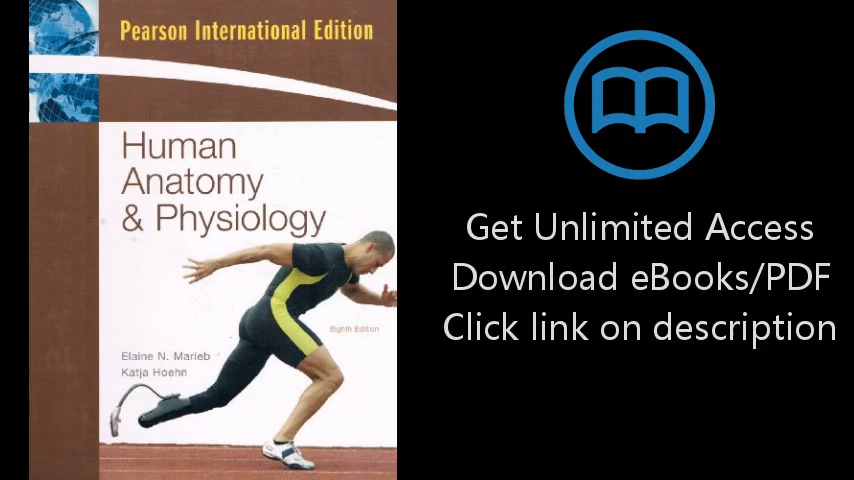 Pearson International Edition
Human
Anatomy
& Physiology
Eighth Edition
Elaine N. Marieb
Katja Hoehn
Get Unlimited Access
Download eBooks/PDF
Click link on description